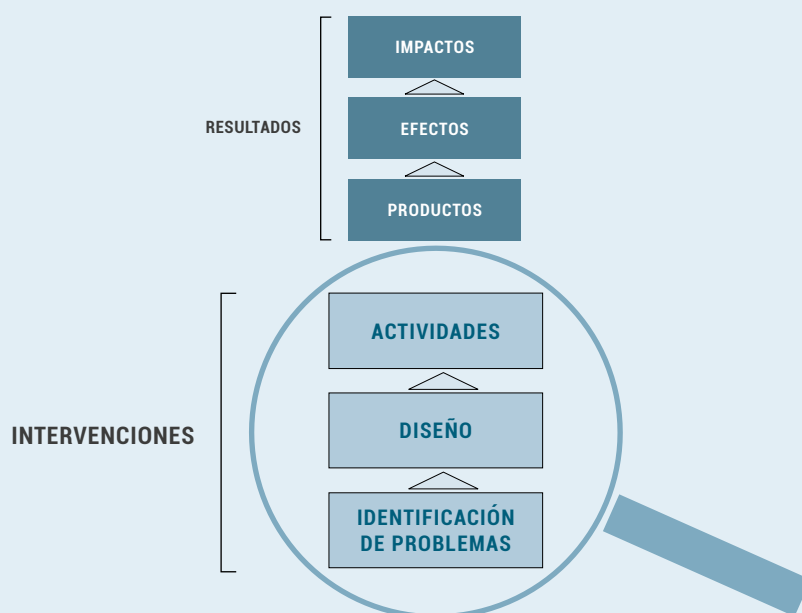 IMPACTOS
RESULTADOS
EFECTOS
PRODUCTOS
ACTIVIDADES
INTERVENCIONES
DISEÑO
IDENTIFICACIÓN
DE PROBLEMAS